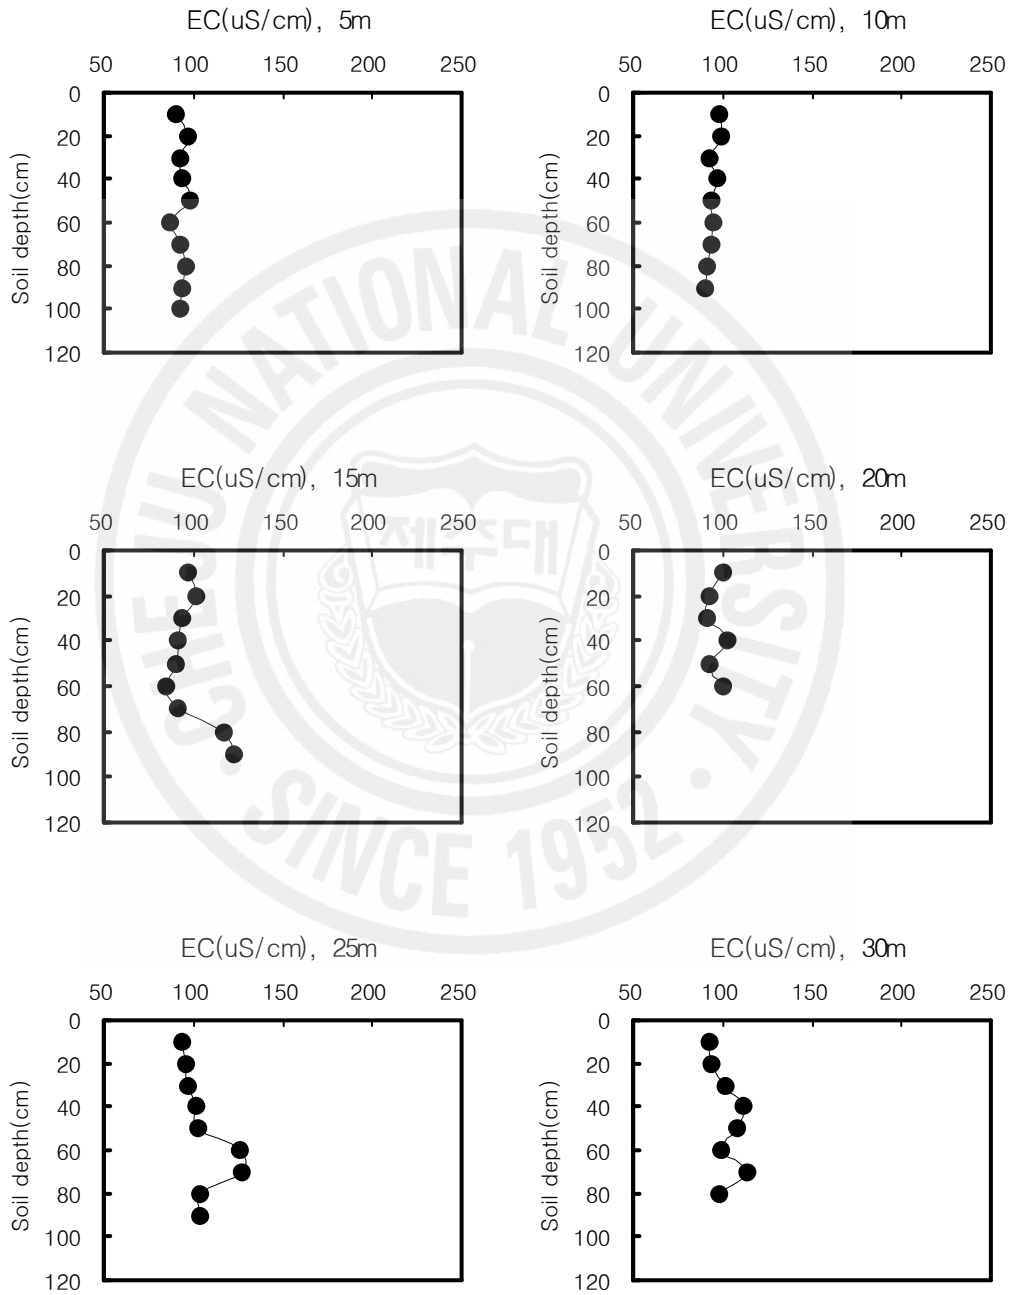 EC(uS/cm), 5m
50 100 150 200 250
0
20
40
60
80
100
120
Soil depth(cm)
EC(uS/cm), 10m
50 100 150 200 250
0
20
40
60
80
100
120
Soil depth(cm)
EC(uS/cm), 15m
50 100 150 200 250
0
20
40
60
80
100
120
Soil depth(cm)
EC(uS/cm), 20m
50 100 150 200 250
0
20
40
60
80
100
120
Soil depth(cm)
EC(uS/cm), 25m
50 100 150 200 250
0
20
40
60
80
100
120
Soil depth(cm)
EC(uS/cm), 30m
50 100 150 200 250
0
20
40
60
80
100
120
Soil depth(cm)
CHEJU NATIONAL UNIVERSITY
제주대
SINCE 1952